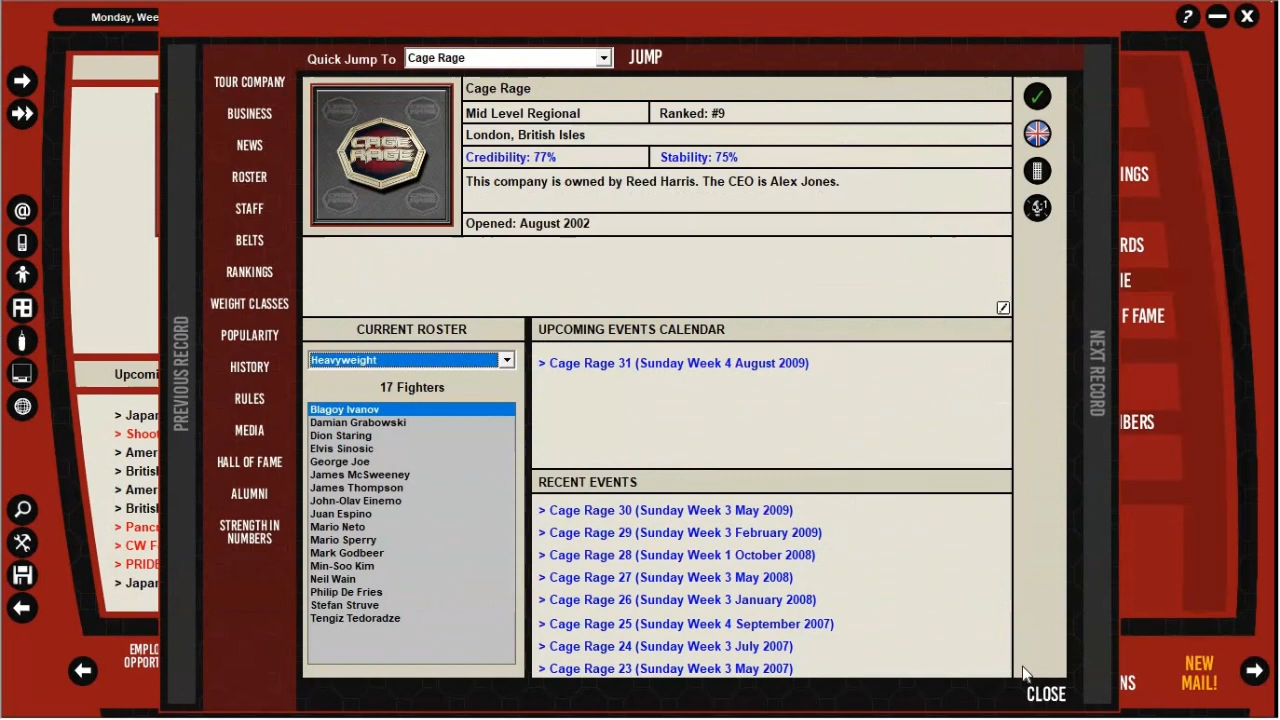 Monday, Wee
?
Quick Jump To Cage Rage JUMP
TOUR COMPANY
BUSINESS
NEWS
ROSTER
STAFF
BELTS
RANKINGS
WEIGHT CLASSES
POPULARITY
HISTORY
RULES
MEDIA
HALL OF FAME
ALUMNI
STRENGTH IN
NUMBERS
PREVIOUS RECORD
CAGE
RAGE
Cage Rage
Mid Level Regional Ranked: #9
London, British Isles
Credibility: 77% Stability: 75%
This company is owned by Reed Harris. The CEO is Alex Jones.
Opened: August 2002
CURRENT ROSTER
Heavyweight
17 Fighters
Blagoy Ivanov
Damian Grabowski
Dion Staring
Elvis Sinosic
George Joe
James McSweeney
James Thompson
John-Olav Einemo
Juan Espino
Mario Neto
Mario Sperry
Mark Godbeer
Min-Soo Kim
Neil Wain
Philip De Fries
Stefan Struve
Tengiz Tedoradze
UPCOMING EVENTS CALENDAR
> Cage Rage 31 (Sunday Week 4 August 2009)
RECENT EVENTS
> Cage Rage 30 (Sunday Week 3 May 2009)
> Cage Rage 29 (Sunday Week 3 February 2009)
> Cage Rage 28 (Sunday Week 1 October 2008)
> Cage Rage 27 (Sunday Week 3 May 2008)
> Cage Rage 26 (Sunday Week 3 January 2008)
> Cage Rage 25 (Sunday Week 4 September 2007)
> Cage Rage 24 (Sunday Week 3 July 2007)
> Cage Rage 23 (Sunday Week 3 May 2007)
NEXT RECORD
CLOSE
@
Upcomi
> Japar
> Shoot
> Amer
> British
> Amer
> British
> Pancr
> CW F
> PRIDE
> Japar
EMPLO
OPPORT
INGS
RDS
IE
F FAME
IBERS
NS
NEW
MAIL!